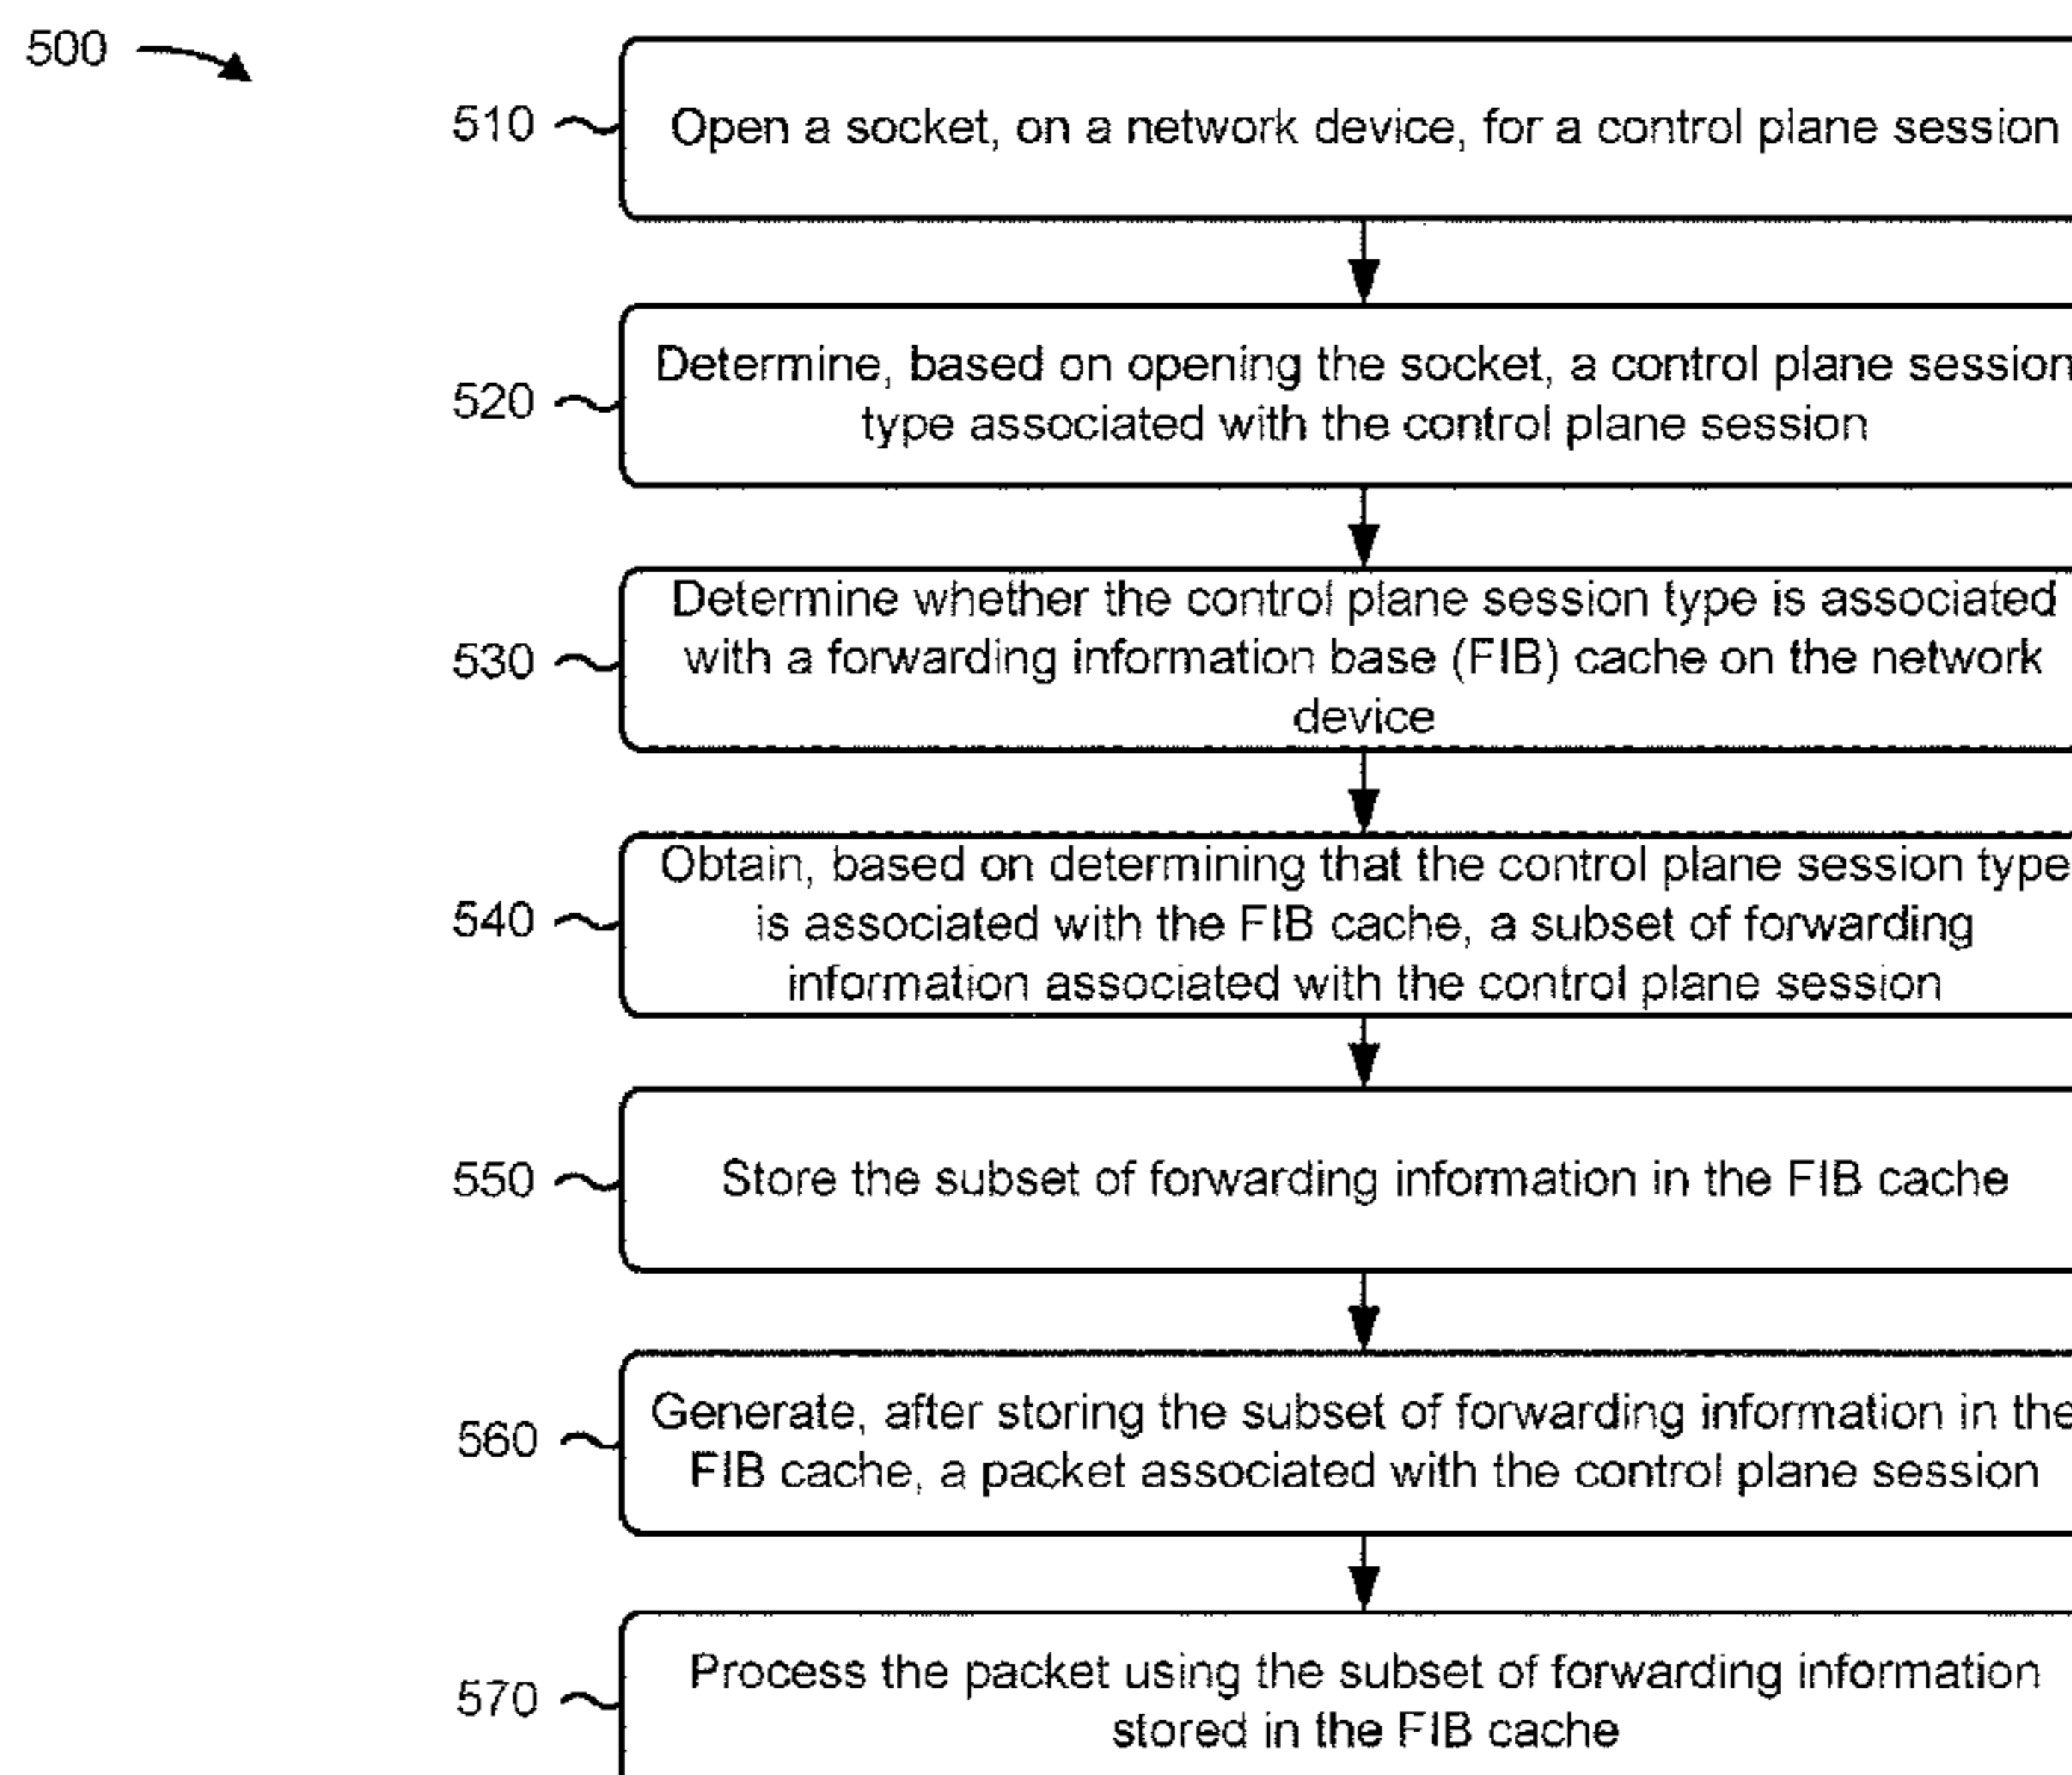 500
510
Open a socket, on a network device, for a control plane session
520
Determine, based on opening the socket, a control plane session
type associated with the control plane session
530
Determine whether the control plane session type is associated
with a forwarding information base (FIB) cache on the network
device
540
Obtain, based on determining that the control plane session type
is associated with the FIB cache, a subset of forwarding
information associated with the control plane session
550
Store the subset of forwarding information in the FIB cache
560
Generate, after storing the subset of forwarding information in the
FIB cache, a packet associated with the control plane session
570
Process the packet using the subset of forwarding information
stored in the FIB cache